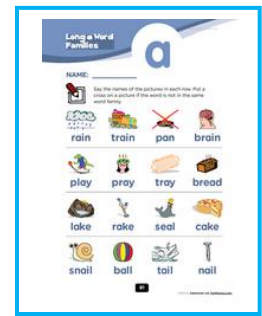 Long a Word
Families
a
NAME:
Say the names of the pictures in each row. Put a
cross on a picture if the word is not in the same
word family.
rain train pan brain
play pray tray bread
lake rake seal cake
snail ball tail nail